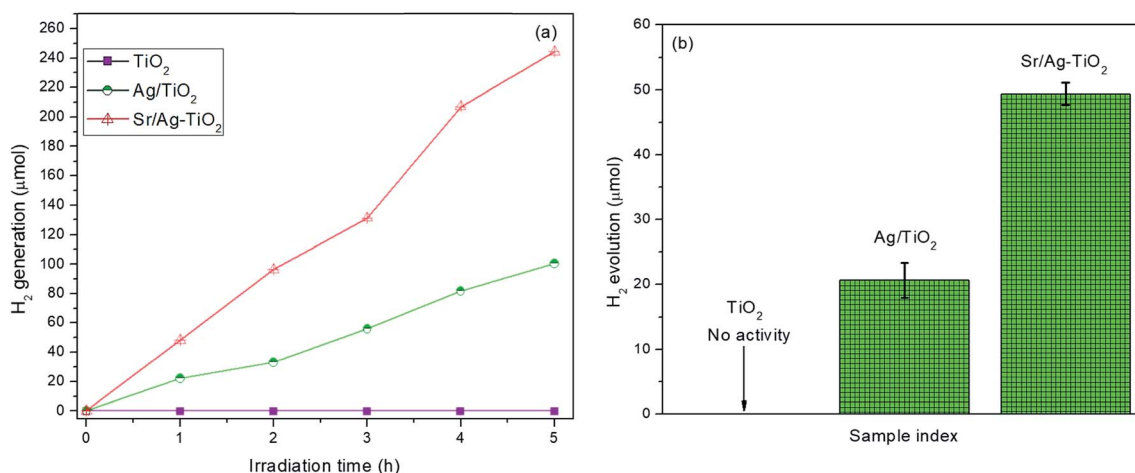 (a)
TiO₂
Ag/TiO₂
Sr/Ag-TiO₂
H₂ generation (μmol)
260
240
220
200
180
160
140
120
100
80
60
40
20
0
0 1 2 3 4 5
Irradiation time (h)
(b)
H₂ evolution (μmol)
60
50
40
30
20
10
0
TiO₂
No activity
Ag/TiO₂
Sr/Ag-TiO₂
Sample index